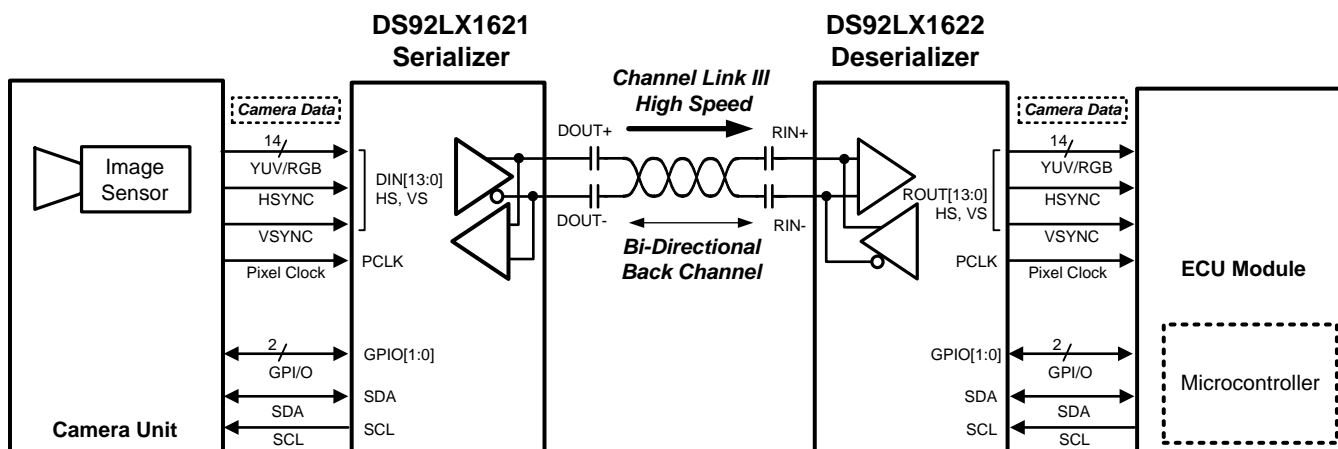 DS92LX1621
Serializer
DS92LX1622
Deserializer
Channel Link III
High Speed
Camera Data
Image
Sensor
14
YUV/RGB
HSYNC
VSYNC
Pixel Clock
2
GPI/O
SDA
SCL
Camera Unit
DIN[13:0]
HS, VS
PCLK
GPIO[1:0]
SDA
SCL
DOUT+
DOUT-
RIN+
RIN-
Bi-Directional
Back Channel
ROUT[13:0]
HS, VS
PCLK
GPIO[1:0]
SDA
SCL
Camera Data
14
YUV/RGB
HSYNC
VSYNC
Pixel Clock
2
GPI/O
SDA
SCL
ECU Module
Microcontroller